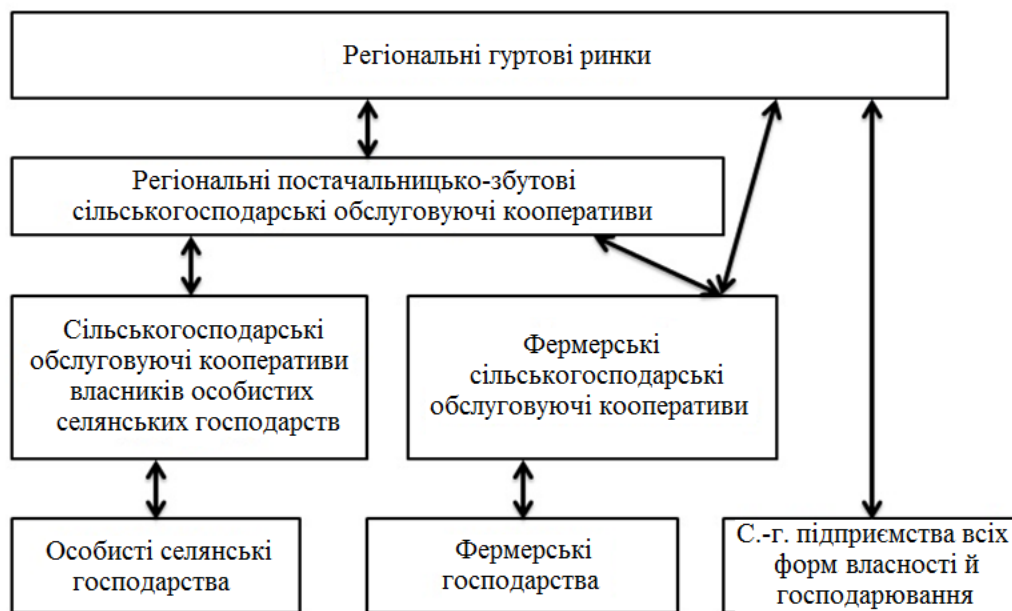 Регіональні гуртові ринки
Регіональні постачальницько-збутові
сільськогосподарські обслуговуючі кооперативи
Сільськогосподарські
обслуговуючі кооперативи
власників особистих
селянських господарств
Фермерські
сільськогосподарські
обслуговуючі кооперативи
Особисті селянські
господарства
Фермерські
господарства
С.-г. підприємства всіх
форм власності й
господарювання